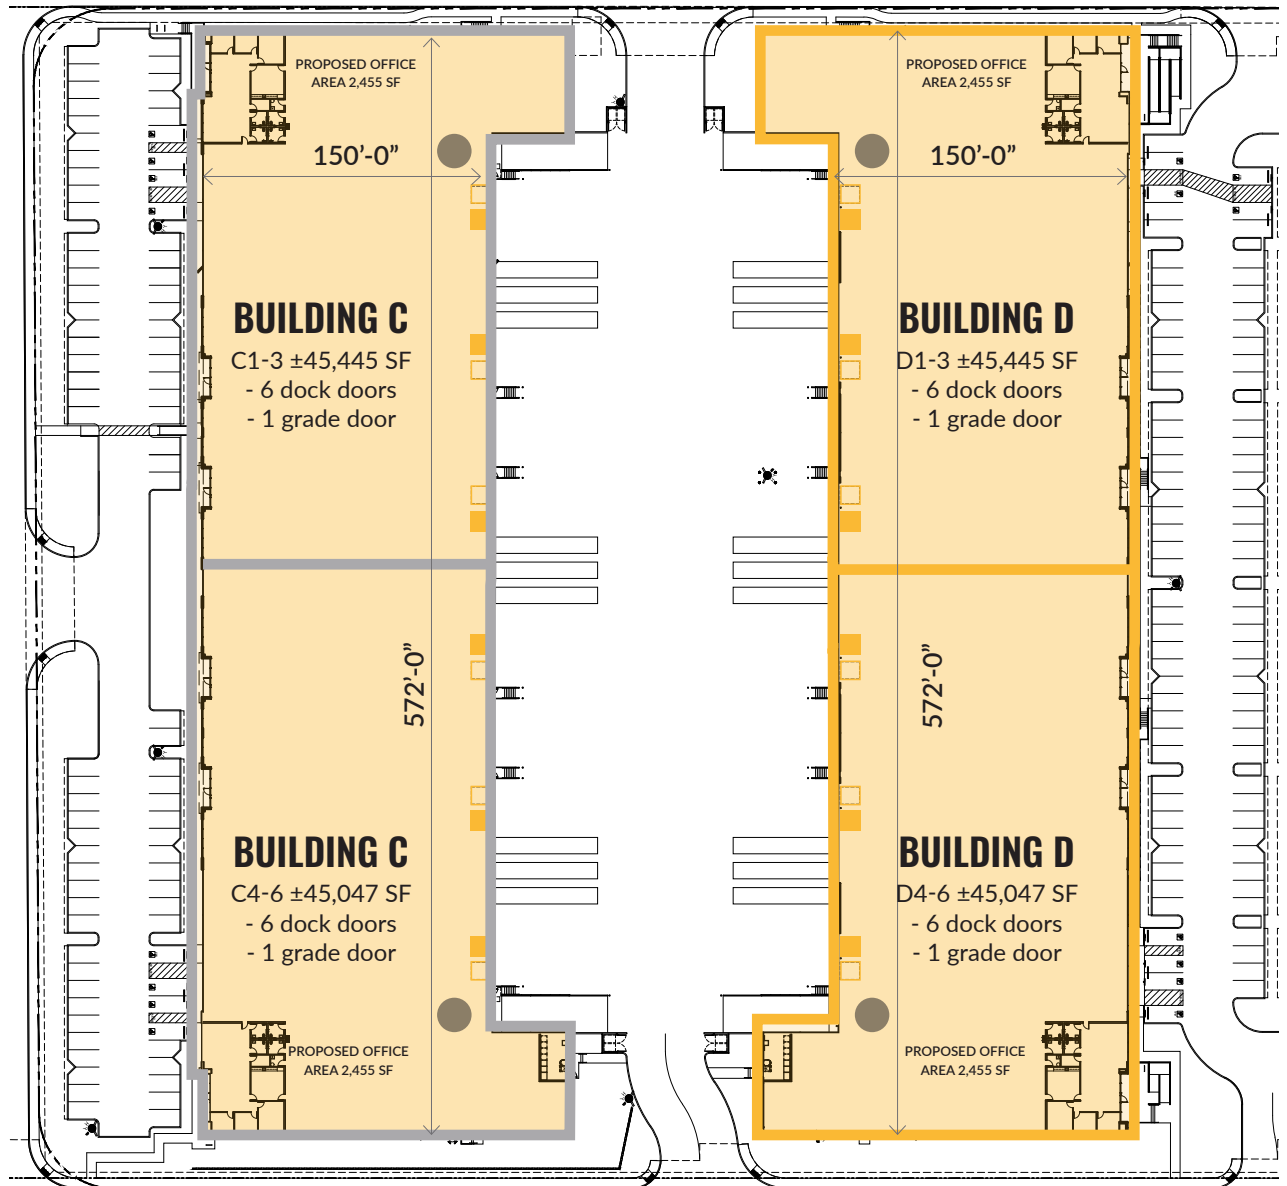 PROPOSED OFFICE
AREA 2,455 SF
150’-0”
BUILDING C
C1-3 ±45,445 SF
- 6 dock doors
- 1 grade door
572’-0”
BUILDING C
C4-6 ±45,047 SF
- 6 dock doors
- 1 grade door
PROPOSED OFFICE
AREA 2,455 SF
PROPOSED OFFICE
AREA 2,455 SF
150’-0”
BUILDING D
D1-3 ±45,445 SF
- 6 dock doors
- 1 grade door
572’-0”
BUILDING D
D4-6 ±45,047 SF
- 6 dock doors
- 1 grade door
PROPOSED OFFICE
AREA 2,455 SF